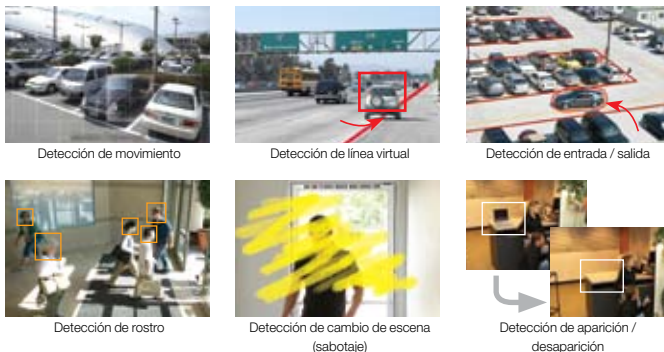 Detección de movimiento
Detección de línea virtual
Detección de entrada / salida
Detección de rostro
Detección de cambio de escena
(sabotaje)
Detección de aparición /
desaparición